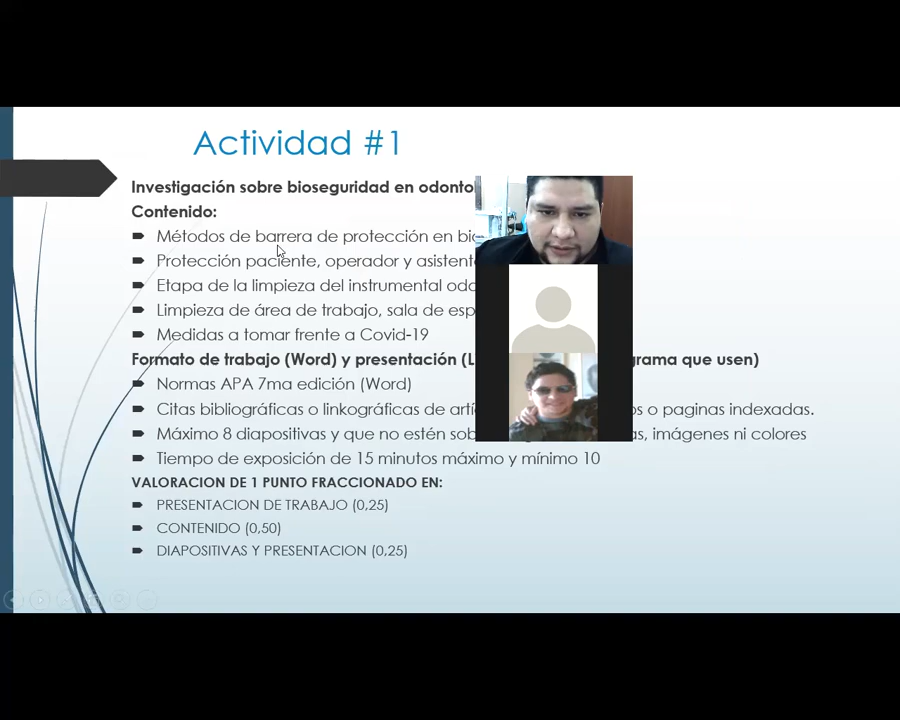 Actividad #1
Investigación sobre bioseguridad en odonto
Contenido:
Métodos de barrera de protección en bio
Protección paciente, operador y asistent
Etapa de la limpieza del instrumental odo
Limpieza de área de trabajo, sala de esp
Medidas a tomar frente a Covid-19
Formato de trabajo (Word) y presentación (L grama que usen)
Normas APA 7ma edición (Word)
Citas bibliográficas o linkográficas de artí os o paginas indexadas.
Máximo 8 diapositivas y que no estén sob as, imágenes ni colores
Tiempo de exposición de 15 minutos máximo y mínimo 10
VALORACION DE 1 PUNTO FRACCIONADO EN:
PRESENTACION DE TRABAJO (0,25)
CONTENIDO (0,50)
DIAPOSITIVAS Y PRESENTACION (0,25)